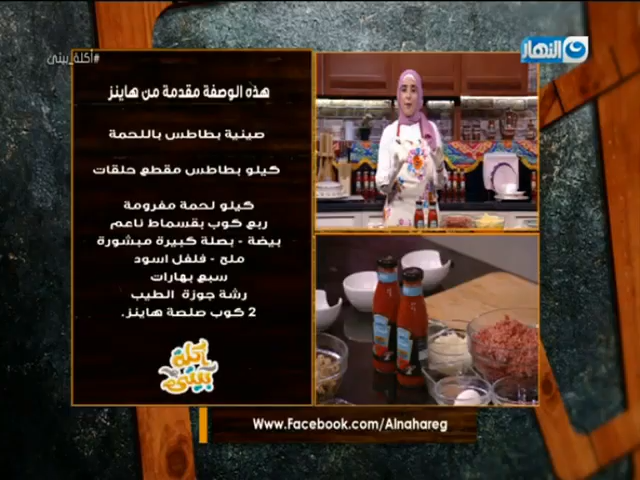 #أكلة_بيتي
النهار
هذه الوصفة مقدمة من هاينز
صينية بطاطس باللحمة
كيلو بطاطس مقطع حلقات
كيلو لحمة مفرومة
ربع كوب بقسماط ناعم
بيضة - بصلة كبيرة مبشورة
ملح - فلفل اسود
سبع بهارات
رشة جوزة الطيب
2 كوب صلصة هاينز.
أكلة
بيتي
Www.Facebook.com/Alnahareg